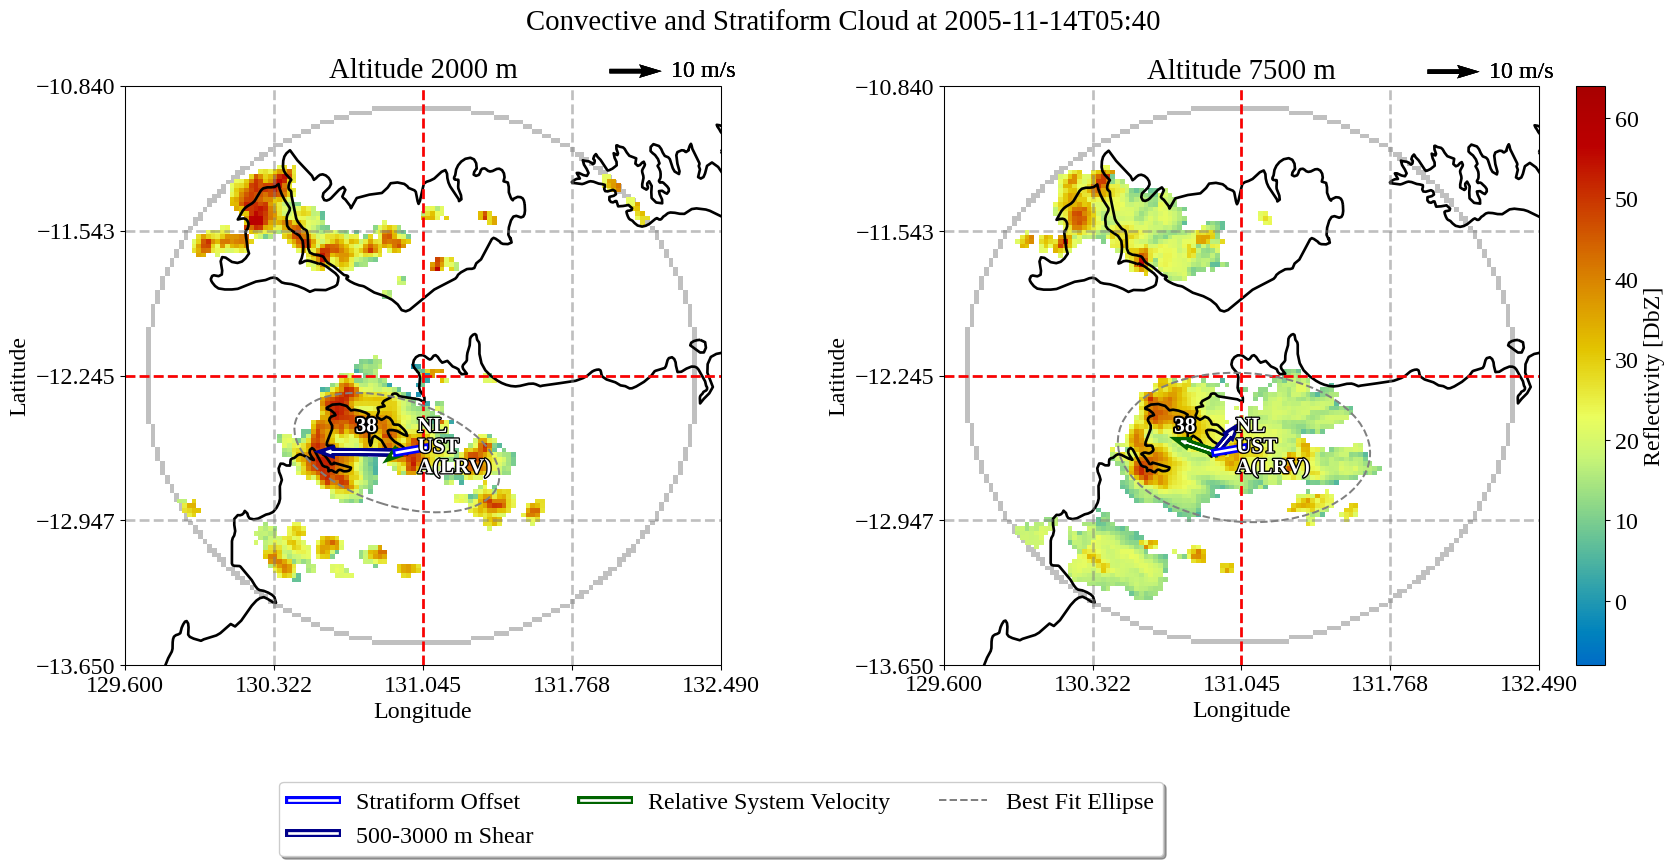 Convective and Stratiform Cloud at 2005-11-14T05:40
Altitude 2000 m
10 m/s
Altitude 7500 m
10 m/s
−10.840
−11.543
−12.245
−12.947
−13.650
Latitude
129.600
130.322
131.045
131.768
132.490
Longitude
38
NL
UST
A(LRV)
−10.840
−11.543
−12.245
−12.947
−13.650
Latitude
129.600
130.322
131.045
131.768
132.490
Longitude
38
NL
UST
A(LRV)
60
50
40
30
20
10
0
Reflectivity [DbZ]
Stratiform Offset
500-3000 m Shear
Relative System Velocity
Best Fit Ellipse